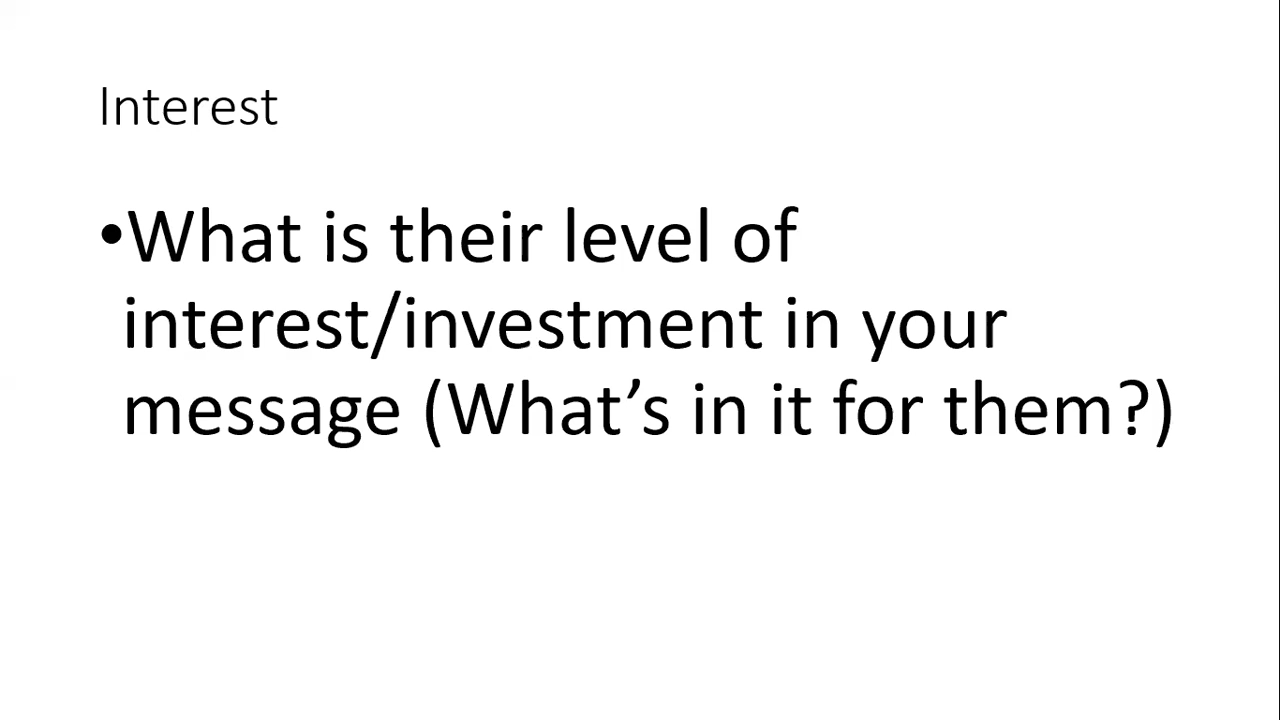 Interest
•What is their level of
interest/investment in your
message (What’s in it for them?)